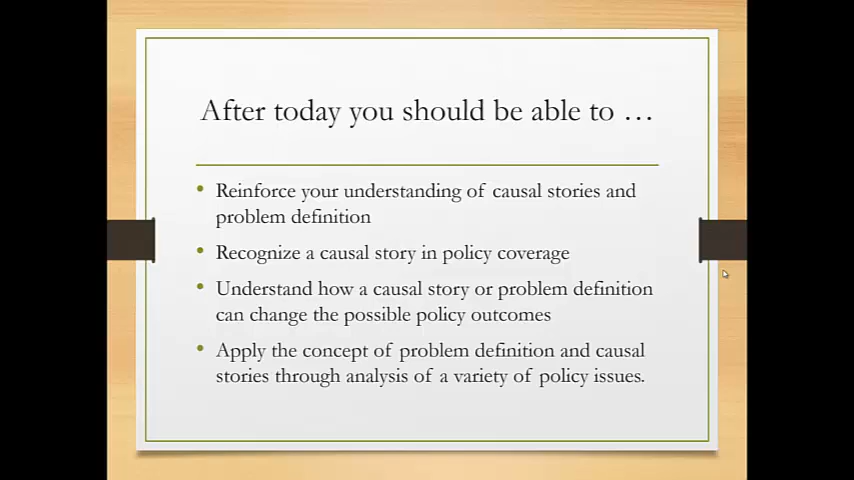 After today you should be able to …
• Reinforce your understanding of causal stories and
problem definition
• Recognize a causal story in policy coverage
• Understand how a causal story or problem definition
can change the possible policy outcomes
• Apply the concept of problem definition and causal
stories through analysis of a variety of policy issues.